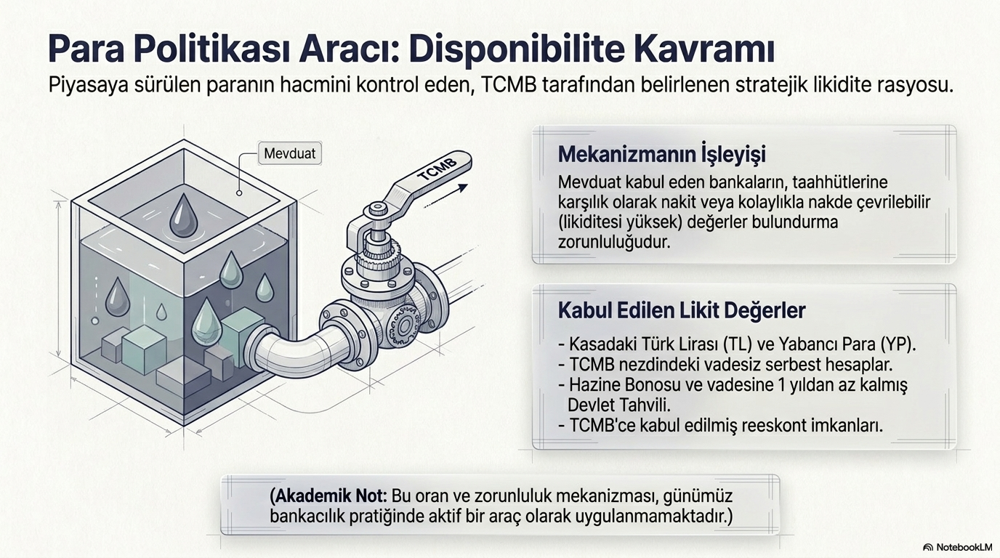 Para Politikası Aracı: Disponibilite Kavramı
Piyasaya sürülen paranın hacmini kontrol eden, TCMB tarafından belirlenen stratejik likidite rasyosu.
Mevduat
TCMB
Mekanizmanın İşleyişi
Mevduat kabul eden bankaların, taahhütlerine
karşılık olarak nakit veya kolaylıkla nakde çevrilebilir
(likiditesi yüksek) değerler bulundurma
zorunluluğudur.
Kabul Edilen Likit Değerler
- Kasadaki Türk Lirası (TL) ve Yabancı Para (YP).
- TCMB nezdindeki vadesiz serbest hesaplar.
- Hazine Bonosu ve vadesine 1 yıldan az kalmış
Devlet Tahvili.
- TCMB'ce kabul edilmiş reeskont imkanları.
(Akademik Not: Bu oran ve zorunluluk mekanizması, günümüz
bankacılık pratiğinde aktif bir araç olarak uygulanmamaktadır.)
NotebookLM